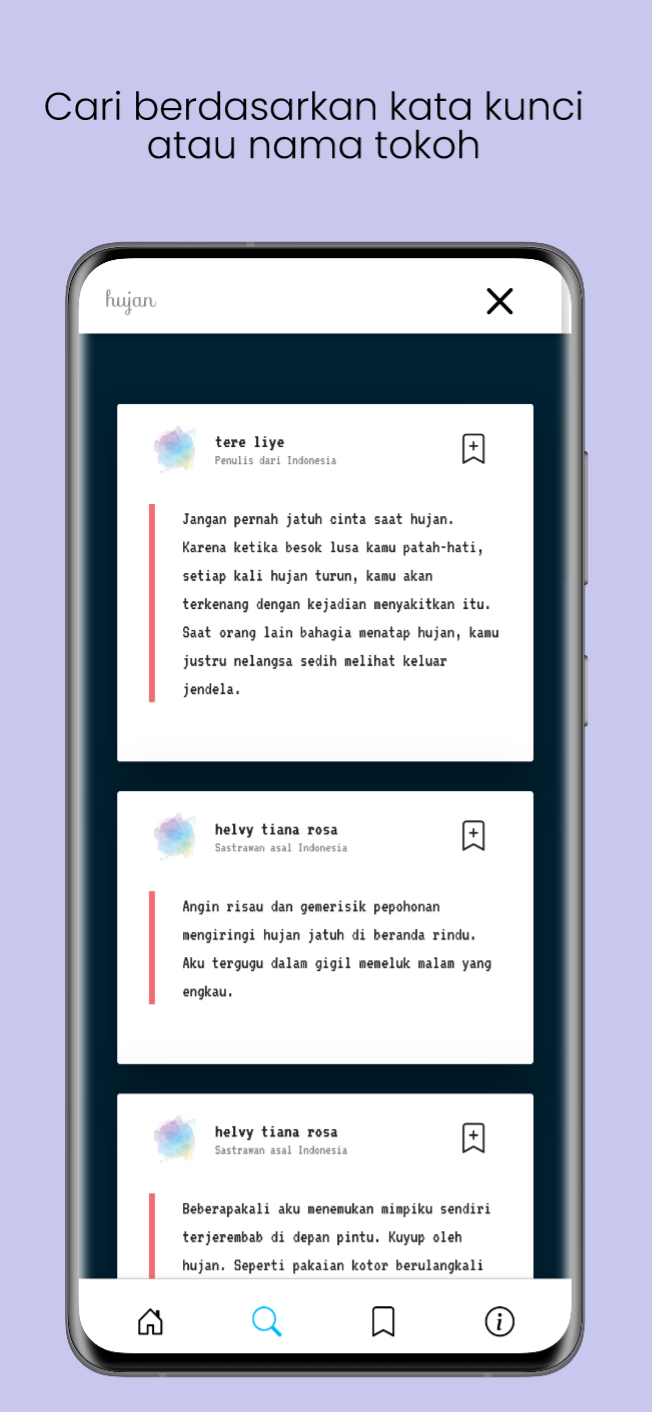 Cari berdasarkan kata kunci
atau nama tokoh
hujan
tere liye
Penulis dari Indonesia
Jangan pernah jatuh cinta saat hujan.
Karena ketika besok lusa kamu patah-hati,
setiap kali hujan turun, kamu akan
terkenang dengan kejadian menyakitkan itu.
Saat orang lain bahagia menatap hujan, kamu
justru nelangsa sedih melihat keluar
jendela.
helvy tiana rosa
Sastrawan asal Indonesia
Angin risau dan gemerisik pepohonan
mengiringi hujan jatuh di beranda rindu.
Aku tergugu dalam gigil memeluk malam yang
engkau.
helvy tiana rosa
Sastrawan asal Indonesia
Beberapakali aku menemukan mimpiku sendiri
terjerembab di depan pintu. Kuyup oleh
hujan. Seperti pakaian kotor berulangkali